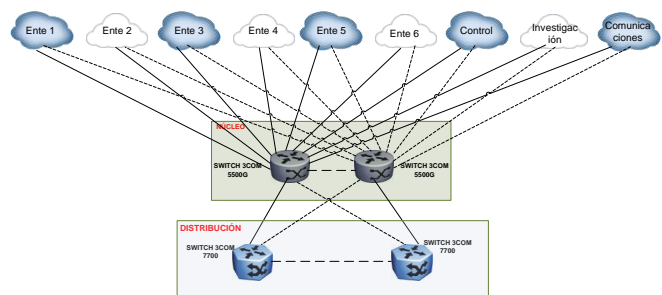 Ente 1
Ente 2
Ente 3
Ente 4
Ente 5
Ente 6
Control
Investigac
ión
Comunica
ciones
NÚCLEO
SWITCH 3COM
5500G
SWITCH 3COM
5500G
DISTRIBUCIÓN
SWITCH 3COM
7700
SWITCH 3COM
7700